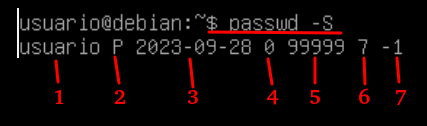 usuario@debian:~$ passwd -S
usuario P 2023-09-28 0 99999 7 -1
1 2 3 4 5 6 7